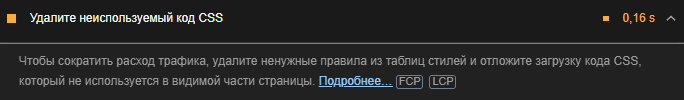 Удалите неиспользуемый код CSS 0,16 s
Чтобы сократить расход трафика, удалите ненужные правила из таблиц стилей и отложите загрузку кода CSS,
который не используется в видимой части страницы. Подробнее... FCP LCP